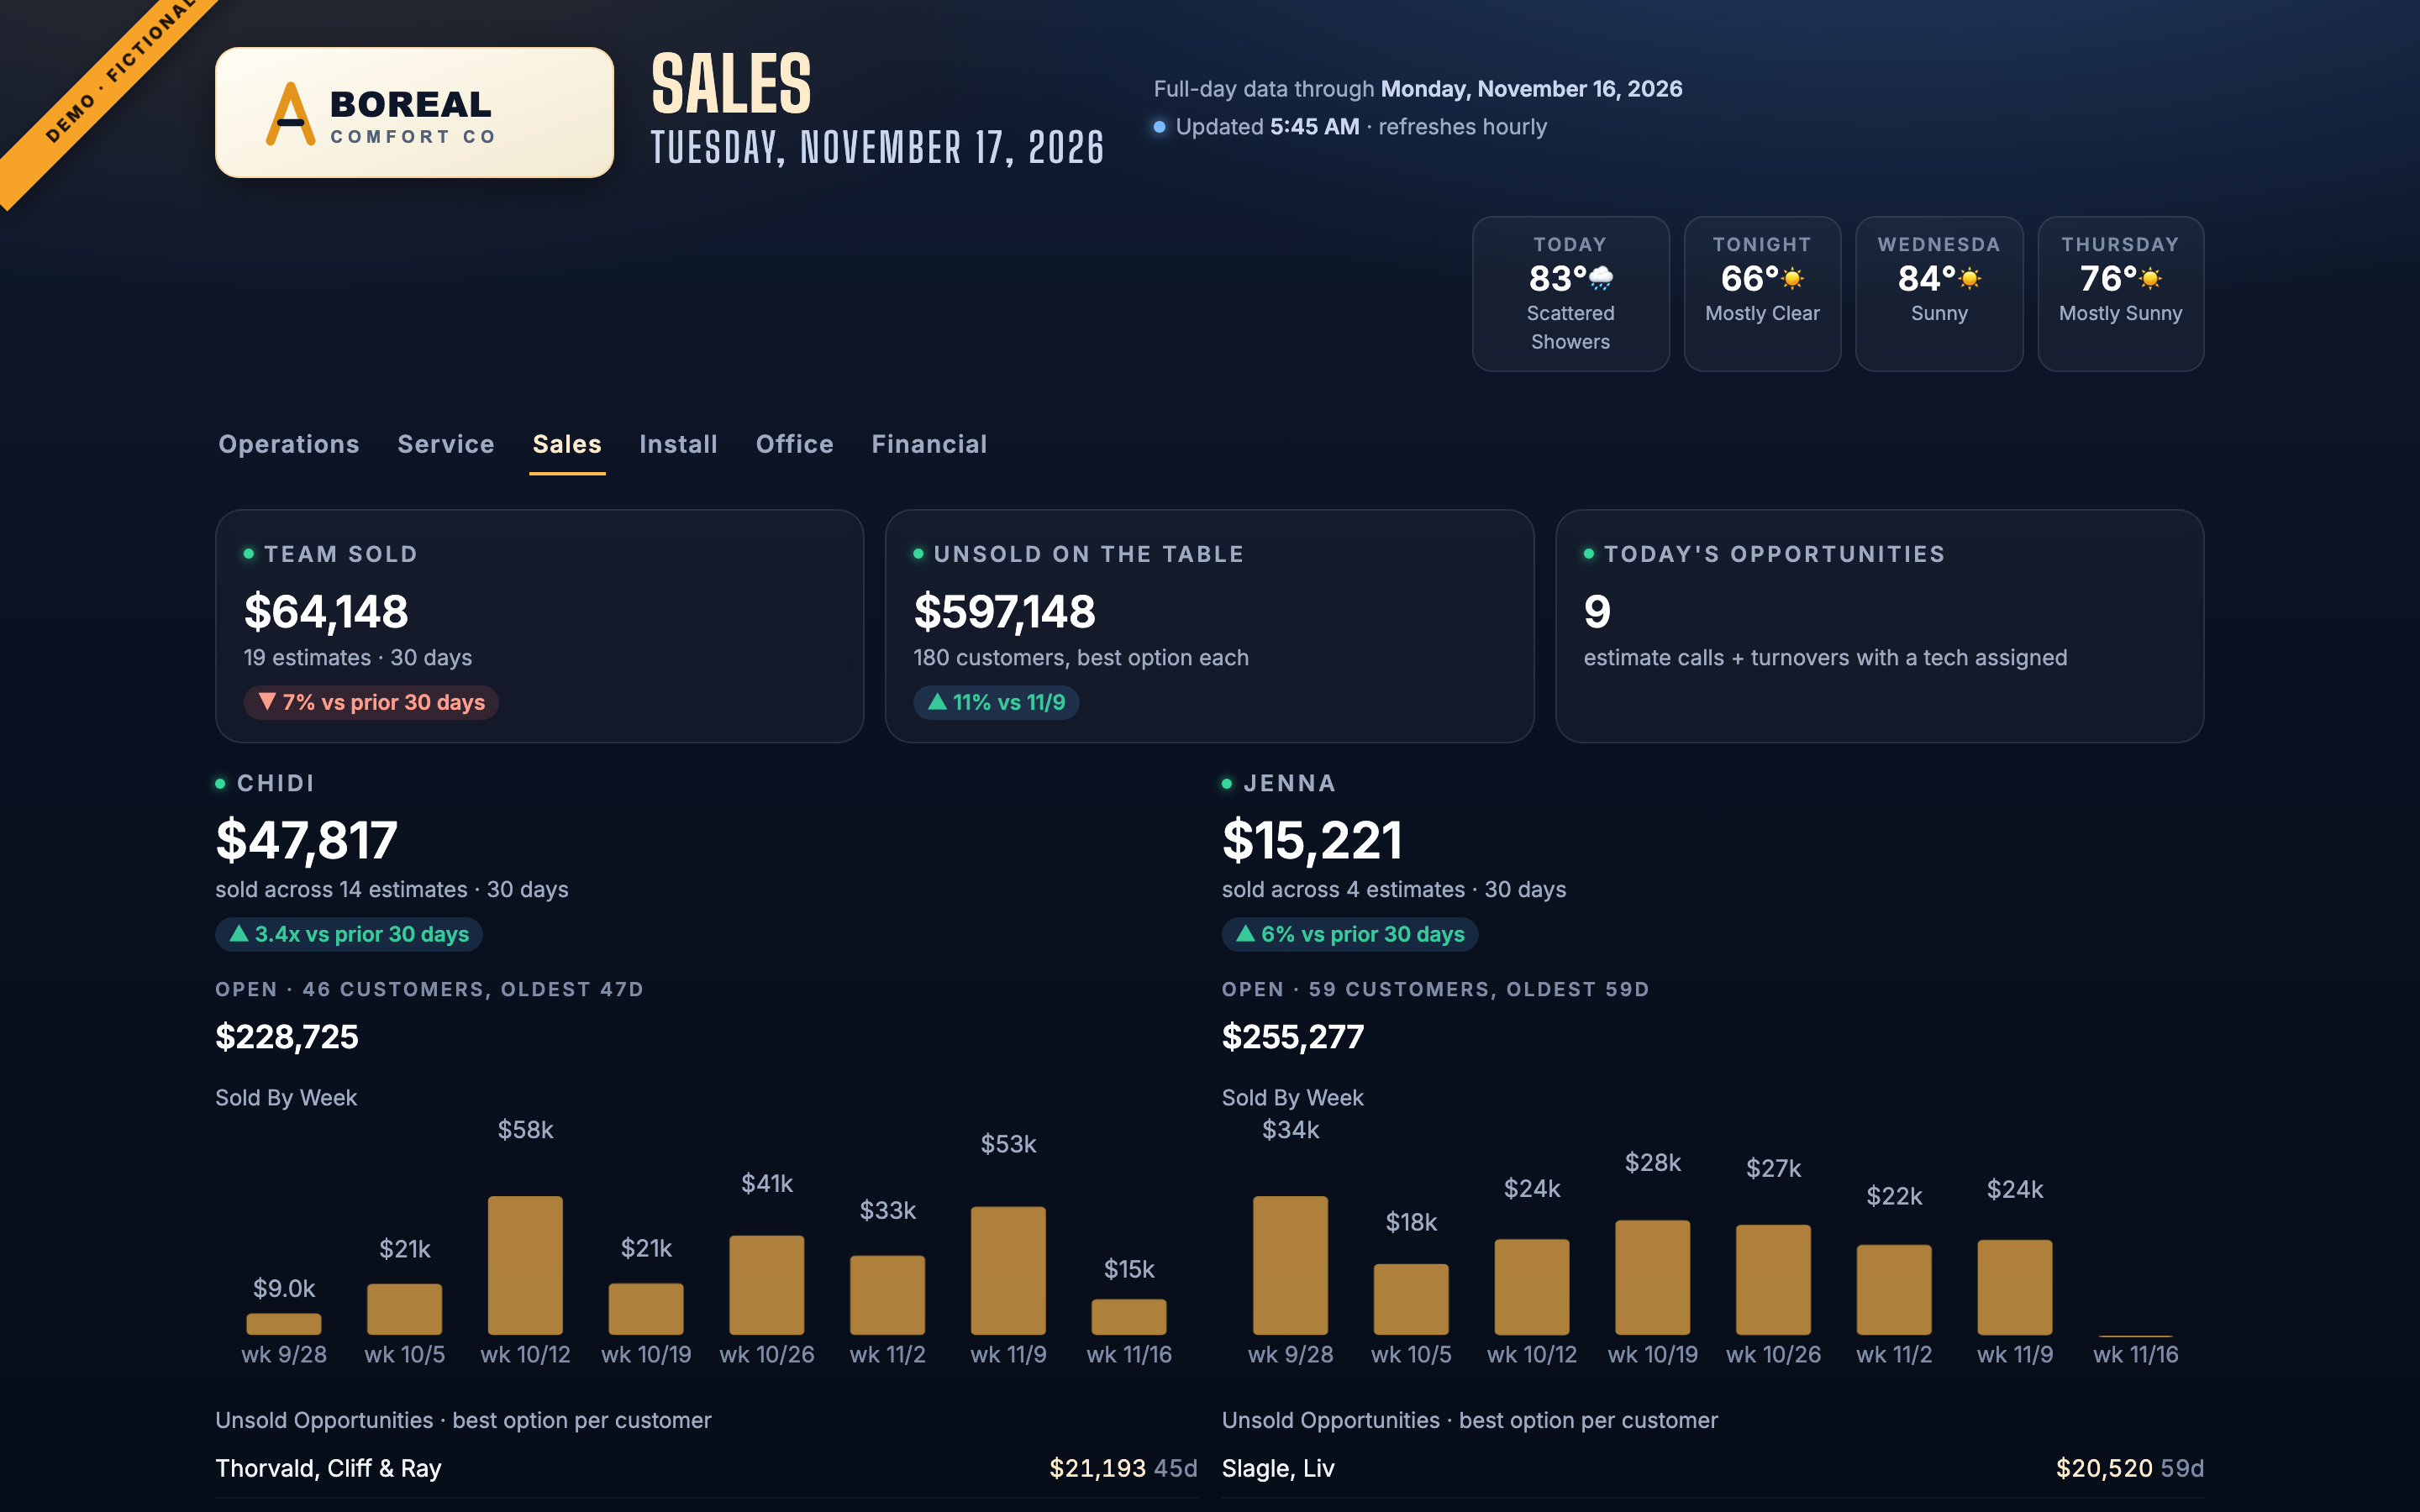 DEMO · FICTIONAL
BOREAL
COMFORT CO
SALES
TUESDAY, NOVEMBER 17, 2026
Full-day data through Monday, November 16, 2026
Updated 5:45 AM · refreshes hourly
TODAY
83°
Scattered
Showers
TONIGHT
66°
Mostly Clear
WEDNESDA
84°
Sunny
THURSDAY
76°
Mostly Sunny
Operations Service Sales Install Office Financial
TEAM SOLD
$64,148
19 estimates · 30 days
▼ 7% vs prior 30 days
UNSOLD ON THE TABLE
$597,148
180 customers, best option each
▲ 11% vs 11/9
TODAY'S OPPORTUNITIES
9
estimate calls + turnovers with a tech assigned
CHIDI
$47,817
sold across 14 estimates · 30 days
▲ 3.4x vs prior 30 days
OPEN · 46 CUSTOMERS, OLDEST 47D
$228,725
Sold By Week
$9.0k $21k $58k $21k $41k $33k $53k $15k
wk 9/28 wk 10/5 wk 10/12 wk 10/19 wk 10/26 wk 11/2 wk 11/9 wk 11/16
Unsold Opportunities · best option per customer
Thorvald, Cliff & Ray $21,193 45d
JENNA
$15,221
sold across 4 estimates · 30 days
▲ 6% vs prior 30 days
OPEN · 59 CUSTOMERS, OLDEST 59D
$255,277
Sold By Week
$34k $18k $24k $28k $27k $22k $24k
wk 9/28 wk 10/5 wk 10/12 wk 10/19 wk 10/26 wk 11/2 wk 11/9 wk 11/16
Unsold Opportunities · best option per customer
Slagle, Liv $20,520 59d